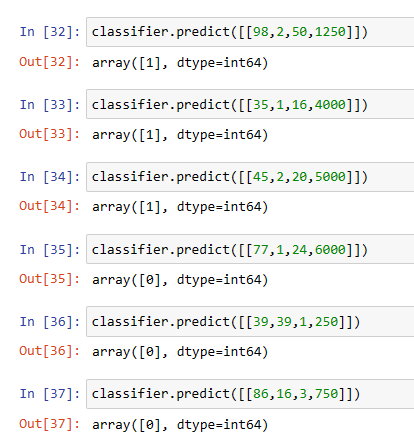 In [32]: classifier.predict([[98,2,50,1250]])
Out[32]: array([1], dtype=int64)
In [33]: classifier.predict([[35,1,16,4000]])
Out[33]: array([1], dtype=int64)
In [34]: classifier.predict([[45,2,20,5000]])
Out[34]: array([1], dtype=int64)
In [35]: classifier.predict([[77,1,24,6000]])
Out[35]: array([0], dtype=int64)
In [36]: classifier.predict([[39,39,1,250]])
Out[36]: array([0], dtype=int64)
In [37]: classifier.predict([[86,16,3,750]])
Out[37]: array([0], dtype=int64)